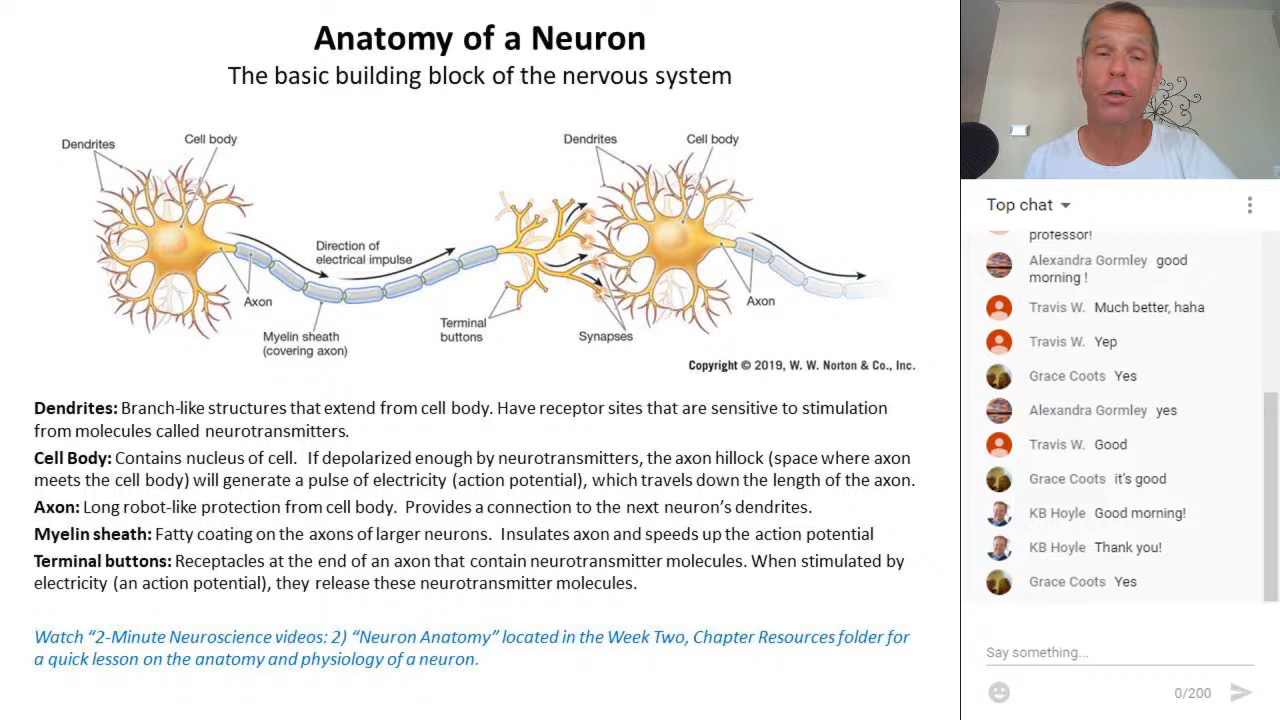 Anatomy of a Neuron
The basic building block of the nervous system
Dendrites
Cell body
Dendrites
Cell body
Direction of
electrical impulse
Axon
Axon
Myelin sheath
(covering axon)
Terminal
buttons
Synapses
Copyright © 2019, W. W. Norton & Co., Inc.
Dendrites: Branch-like structures that extend from cell body. Have receptor sites that are sensitive to stimulation
from molecules called neurotransmitters.
Cell Body: Contains nucleus of cell. If depolarized enough by neurotransmitters, the axon hillock (space where axon
meets the cell body) will generate a pulse of electricity (action potential), which travels down the length of the axon.
Axon: Long robot-like protection from cell body. Provides a connection to the next neuron's dendrites.
Myelin sheath: Fatty coating on the axons of larger neurons. Insulates axon and speeds up the action potential
Terminal buttons: Receptacles at the end of an axon that contain neurotransmitter molecules. When stimulated by
electricity (an action potential), they release these neurotransmitter molecules.
Watch “2-Minute Neuroscience videos: 2) “Neuron Anatomy” located in the Week Two, Chapter Resources folder for
a quick lesson on the anatomy and physiology of a neuron.
Top chat
professor!
Alexandra Gormley good
morning !
Travis W. Much better, haha
Travis W. Yep
Grace Coots Yes
Alexandra Gormley yes
Travis W. Good
Grace Coots it's good
KB Hoyle Good morning!
KB Hoyle Thank you!
Grace Coots Yes
Say something...
0/200